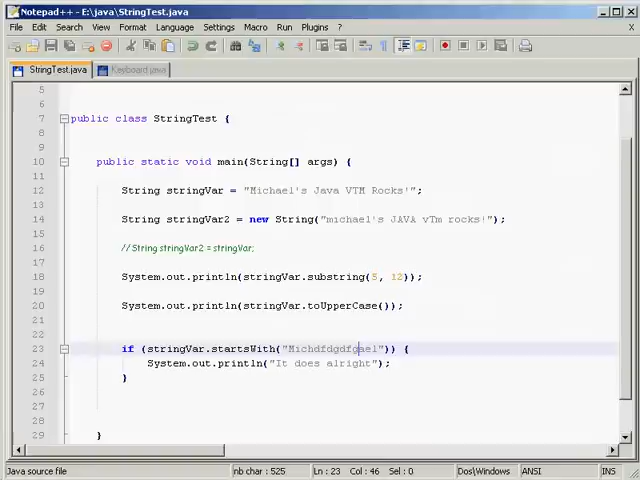 Notepad++ - E:\java\StringTest.java
File Edit Search View Format Language Settings Macro Run Plugins ?
StringTest.java Keyboard.java
5
6
7 public class StringTest {
8
9
10 public static void main(String[] args) {
11
12 String stringVar = "Michael's Java VTM Rocks!";
13
14 String stringVar2 = new String("michael's JAVA vTm rocks!");
15
16 // String stringVar2 = stringVar;
17
18 System.out.println(stringVar.substring(5, 12));
19
20 System.out.println(stringVar.toUpperCase());
21
22
23 if (stringVar.startsWith("Michdfdgdfgael")) {
24 System.out.println("It does alright");
25 }
26
27
28 }
29
Java source file nb char : 525 Ln : 23 Col : 46 Sel : 0 Dos\Windows ANSI INS